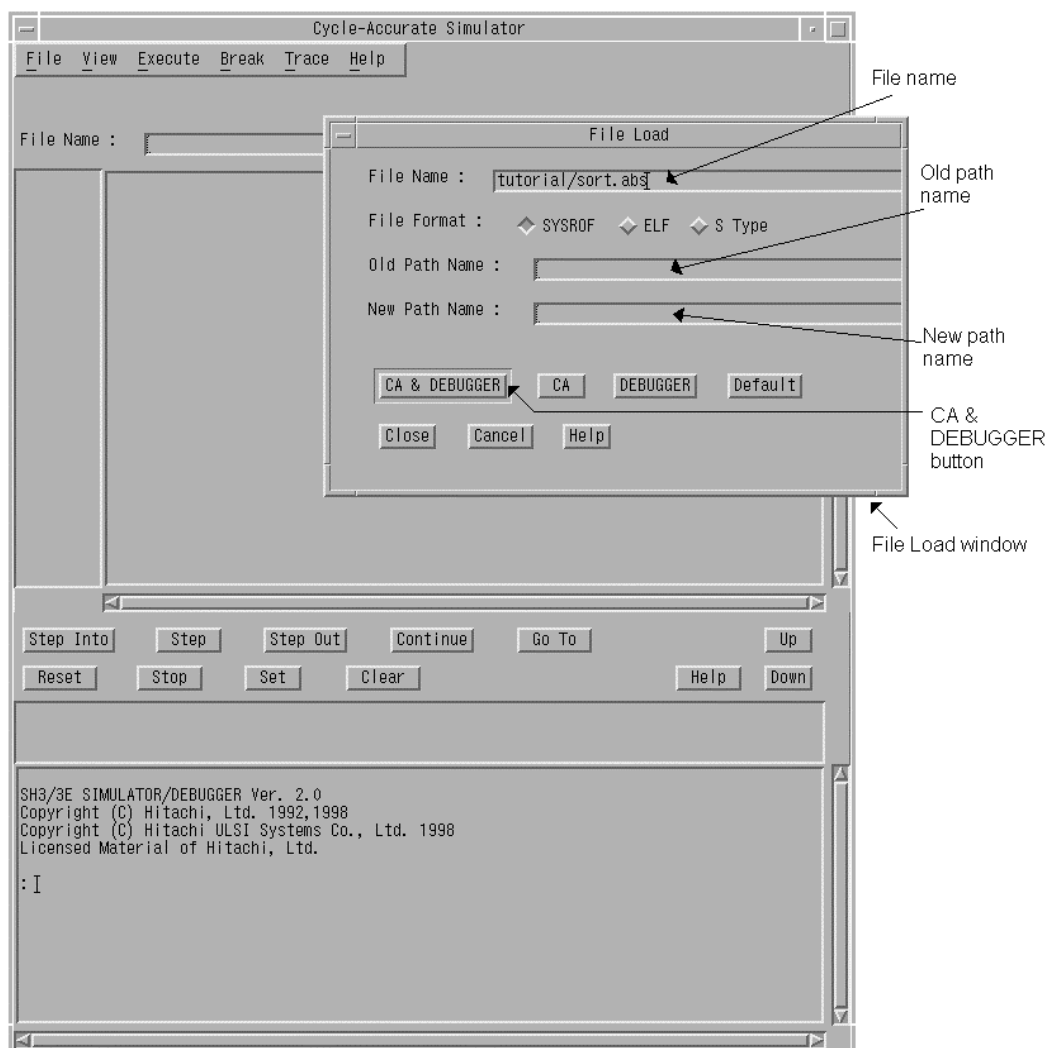 Cycle-Accurate Simulator
File View Execute Break Trace Help
File name
File Name :
File Load
File Name : tutorial/sort.abs
Old path
name
File Format : SYSROF ELF S Type
Old Path Name :
New Path Name :
New path
name
CA & DEBUGGER CA DEBUGGER Default
CA &
DEBUGGER
button
Close Cancel Help
File Load window
Step Into Step Step Out Continue Go To Up
Reset Stop Set Clear Help Down
SH3/3E SIMULATOR/DEBUGGER Ver. 2.0
Copyright (C) Hitachi, Ltd. 1992,1998
Copyright (C) Hitachi ULSI Systems Co., Ltd. 1998
Licensed Material of Hitachi, Ltd.
: